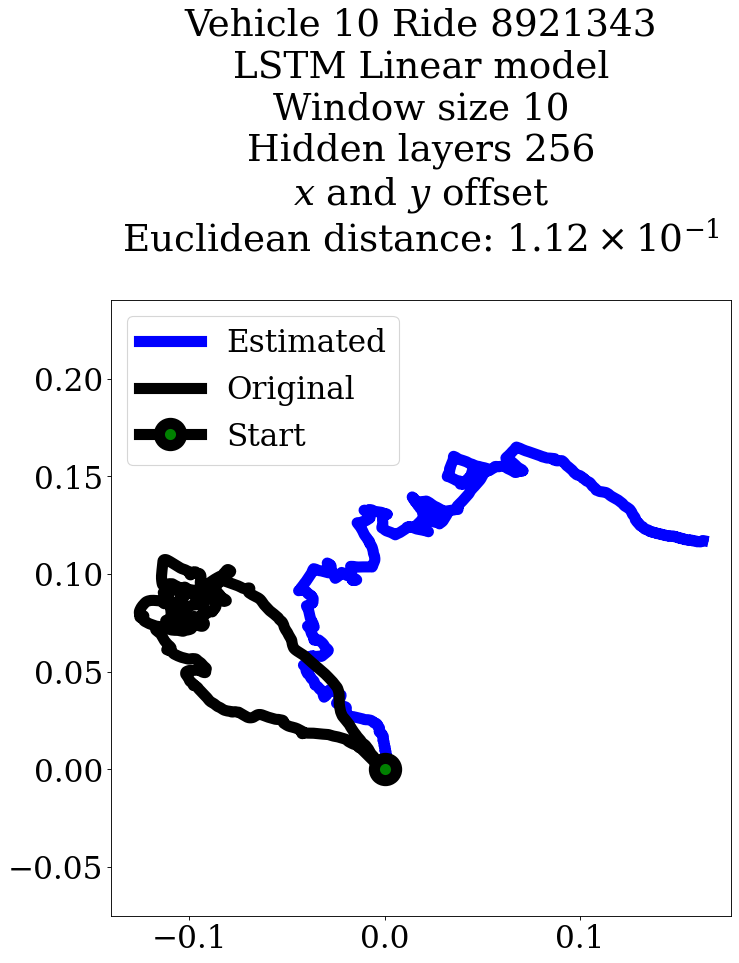 Vehicle 10 Ride 8921343
LSTM Linear model
Window size 10
Hidden layers 256
x and y offset
Euclidean distance: 1.12 × 10⁻¹
Estimated
Original
Start
0.20
0.15
0.10
0.05
0.00
−0.05
−0.1
0.0
0.1